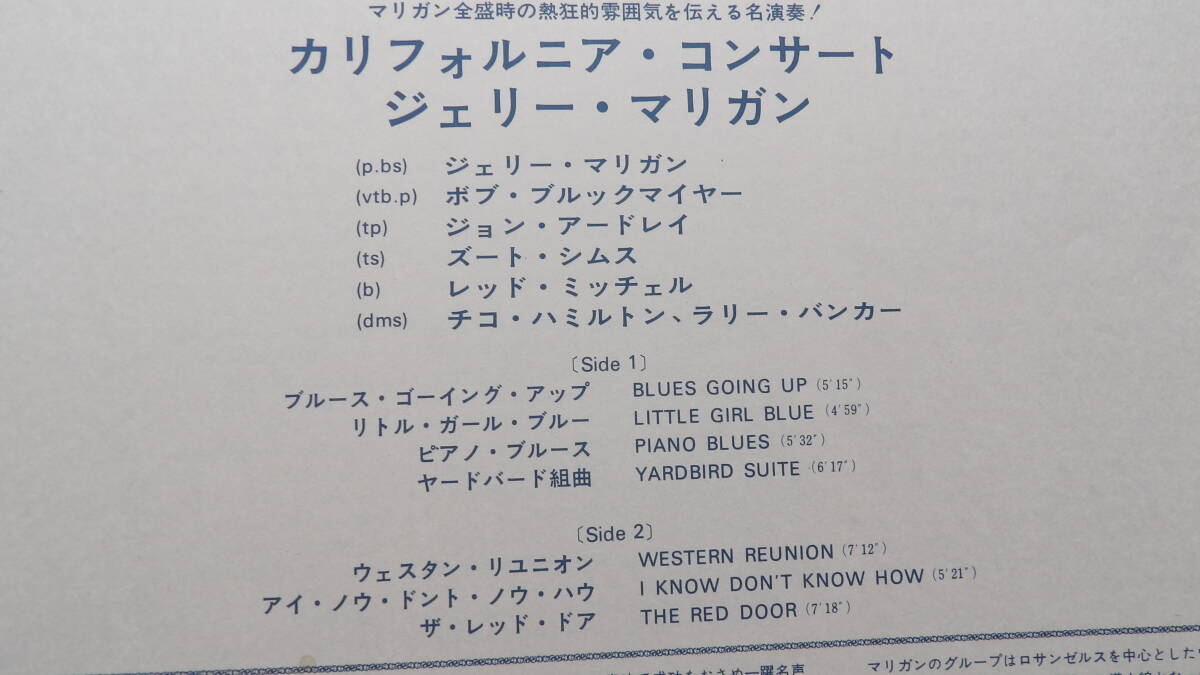 マリガン全盛時の熱狂的雰囲気を伝える名演奏！
カリフォルニア・コンサート
ジェリー・マリガン
(p.bs) ジェリー・マリガン
(vtb.p) ボブ・ブルックマイヤー
(tp) ジョン・アードレイ
(ts) ズート・シムス
(b) レッド・ミッチェル
(dms) チコ・ハミルトン、ラリー・バンカー
〔Side 1〕
ブルース・ゴーイング・アップ BLUES GOING UP (5'15")
リトル・ガール・ブルー LITTLE GIRL BLUE (4'59")
ピアノ・ブルース PIANO BLUES (5'32")
ヤードバード組曲 YARDBIRD SUITE (6'17")
〔Side 2〕
ウェスタン・リユニオン WESTERN REUNION (7'12")
アイ・ノウ・ドント・ノウ・ハウ I KNOW DON'T KNOW HOW (5'21")
ザ・レッド・ドア THE RED DOOR (7'18")
成功をおさめ一躍名声
マリガンのグループはロサンゼルスを中心とした